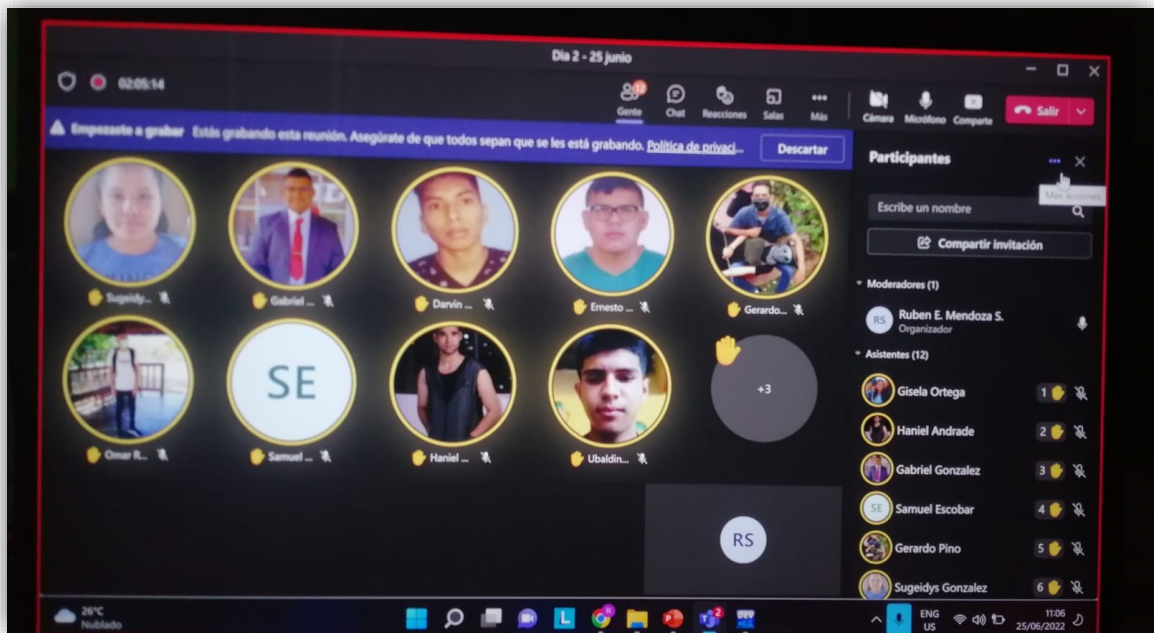 Dia 2 - 25 junio
02:05:14
12
Gente
Chat
Reacciones
Salas
Más
Cámara
Micrófono
Comparte
Salir
Empezaste a grabar Estás grabando esta reunión. Asegúrate de que todos sepan que se les está grabando. Política de privaci...
Descartar
Participantes
Más acciones
Escribe un nombre
Compartir invitación
Sugeidy...
Gabriel ...
Darvin ...
Ernesto ...
Gerardo...
Moderadores (1)
RS
Ruben E. Mendoza S.
Organizador
Asistentes (12)
SE
+3
Omar R...
Samuel ...
Haniel ...
Ubaldin...
Gisela Ortega 1
Haniel Andrade 2
Gabriel Gonzalez 3
SE Samuel Escobar 4
Gerardo Pino 5
Sugeidys Gonzalez 6
RS
26°C
Nublado
L
2
ENG
US
11:06
25/06/2022